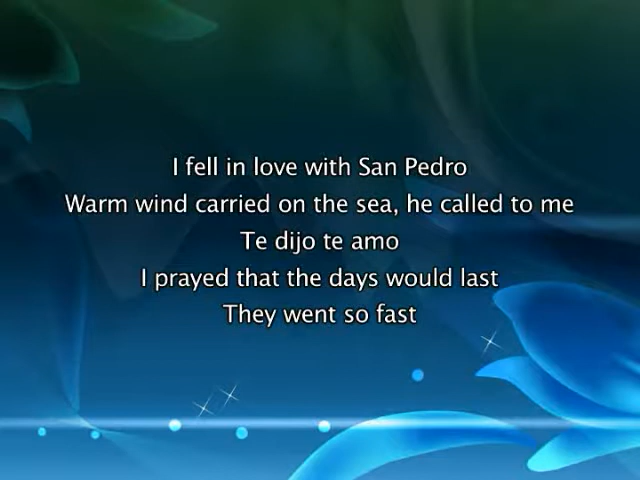 I fell in love with San Pedro
Warm wind carried on the sea, he called to me
Te dijo te amo
I prayed that the days would last
They went so fast